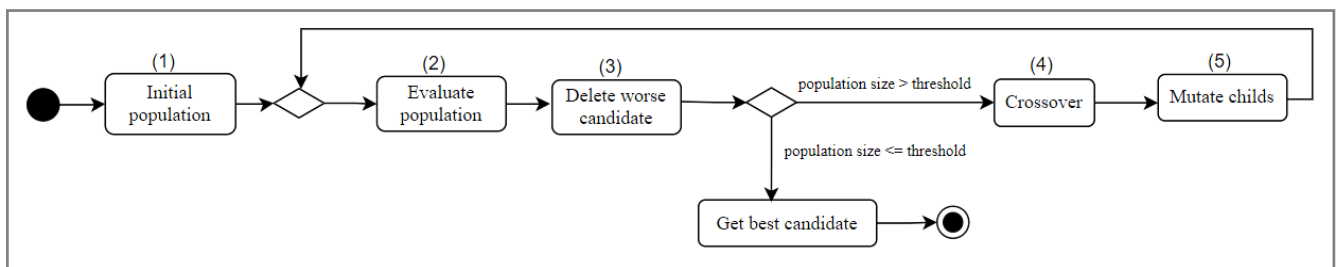 (1)
Initial
population
(2)
Evaluate
population
(3)
Delete worse
candidate
population size > threshold
(4)
Crossover
(5)
Mutate childs
population size <= threshold
Get best candidate